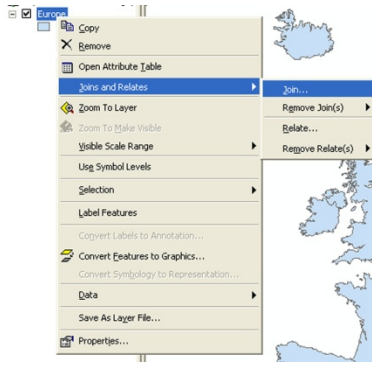 Europe
Copy
Remove
Open Attribute Table
Joins and Relates
Join...
Remove Join(s)
Relate...
Remove Relate(s)
Zoom To Layer
Zoom To Make Visible
Visible Scale Range
Use Symbol Levels
Selection
Label Features
Convert Labels to Annotation...
Convert Features to Graphics...
Convert Symbology to Representation...
Data
Save As Layer File...
Properties...